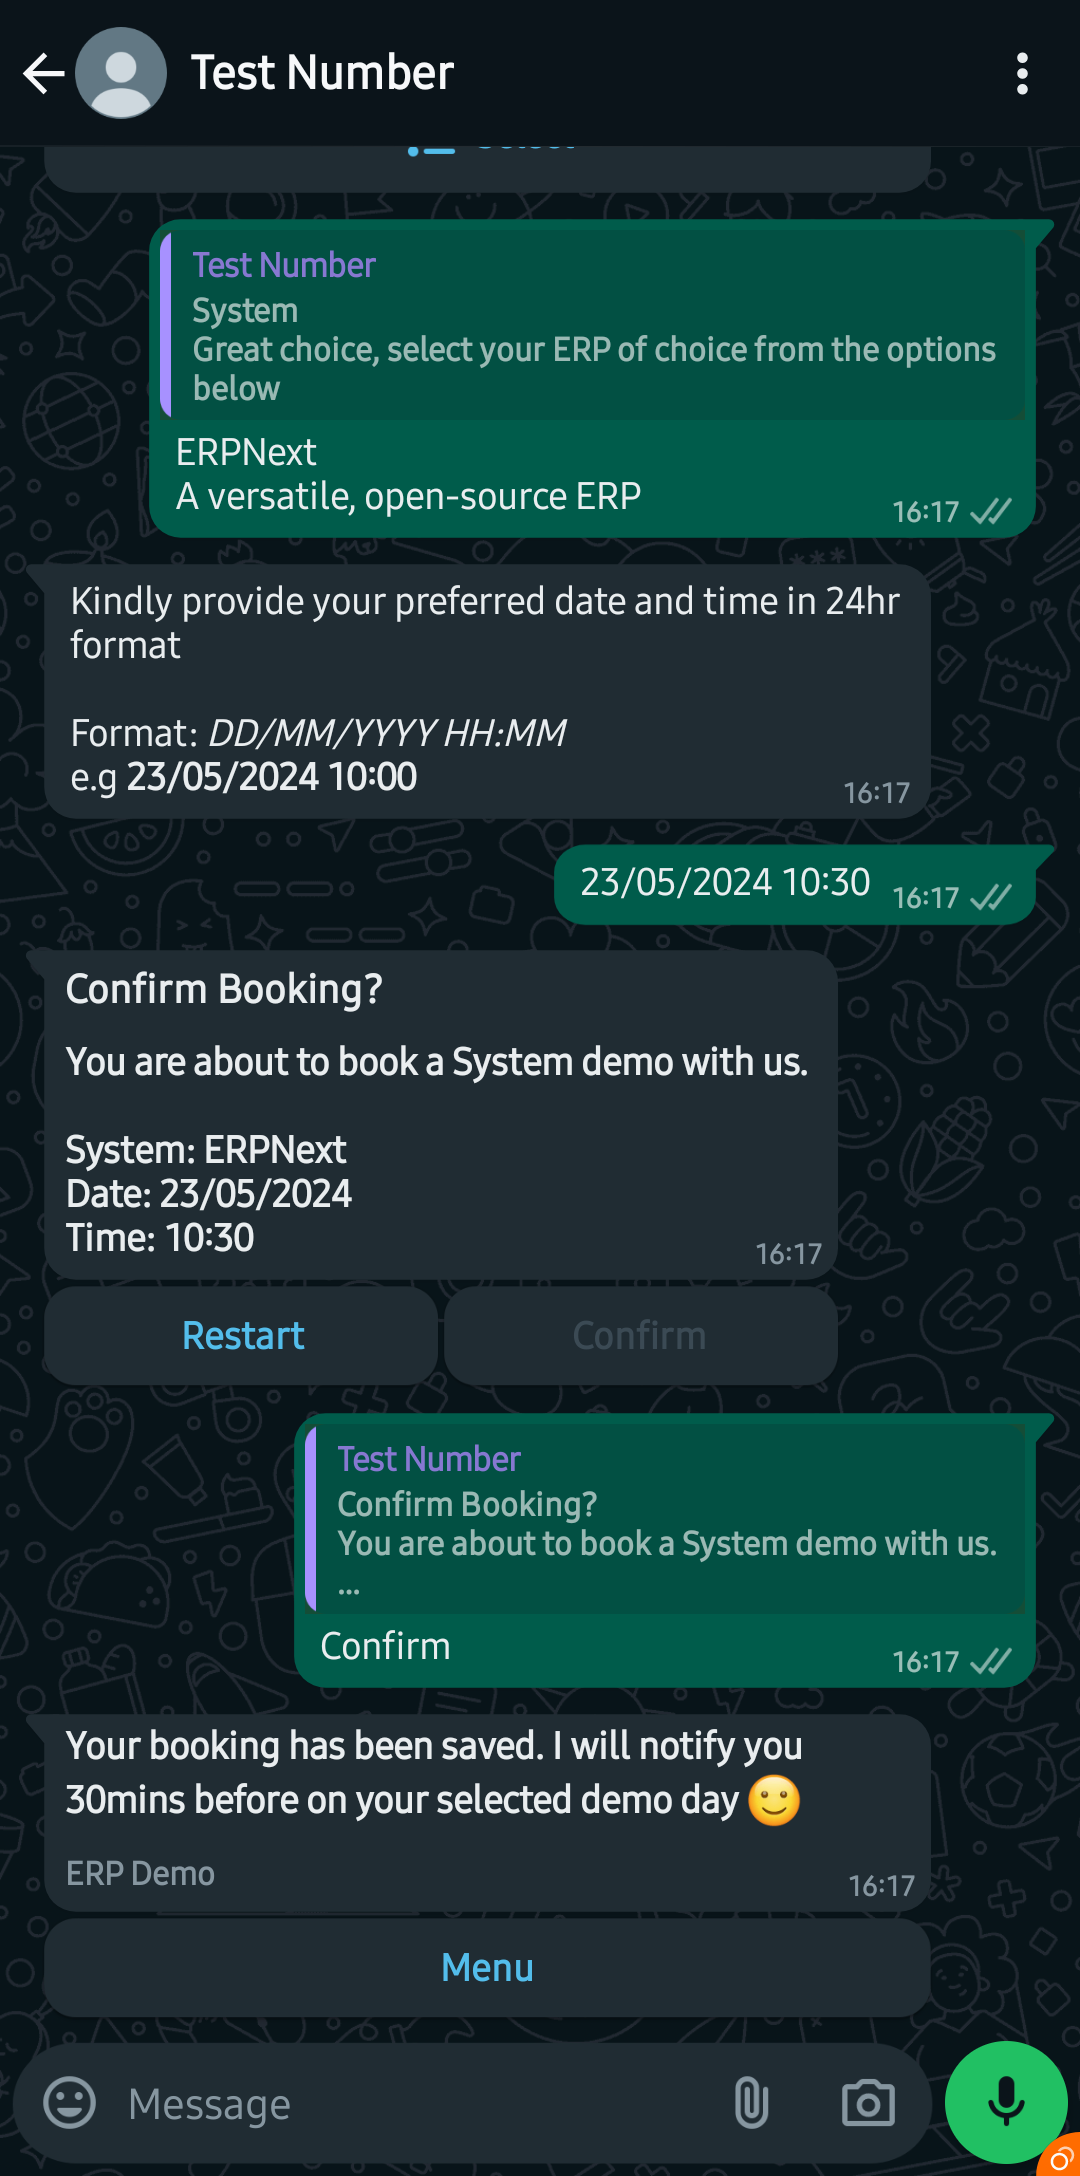 Test Number
Test Number
System
Great choice, select your ERP of choice from the options
below
ERPNext
A versatile, open-source ERP
16:17
Kindly provide your preferred date and time in 24hr
format
Format: DD/MM/YYYY HH:MM
e.g 23/05/2024 10:00
16:17
23/05/2024 10:30
16:17
Confirm Booking?
You are about to book a System demo with us.
System: ERPNext
Date: 23/05/2024
Time: 10:30
16:17
Restart
Confirm
Test Number
Confirm Booking?
You are about to book a System demo with us.
...
Confirm
16:17
Your booking has been saved. I will notify you
30mins before on your selected demo day 🙂
ERP Demo
16:17
Menu
Message